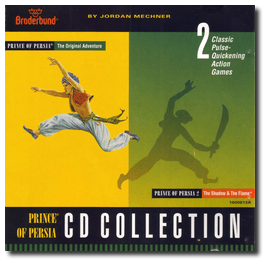 Brøderbund®
BY JORDAN MECHNER
PRINCE OF PERSIA® The Original Adventure
2
Classic
Pulse-
Quickening
Action
Games
PRINCE OF PERSIA 2 The Shadow & The Flame™
PRINCE®
OF PERSIA
CD COLLECTION